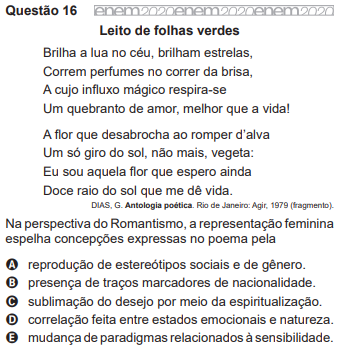 Questão 16 enem2020enem2020enem2020
Leito de folhas verdes
Brilha a lua no céu, brilham estrelas,
Correm perfumes no correr da brisa,
A cujo influxo mágico respira-se
Um quebranto de amor, melhor que a vida!
A flor que desabrocha ao romper d'alva
Um só giro do sol, não mais, vegeta:
Eu sou aquela flor que espero ainda
Doce raio do sol que me dê vida.
DIAS, G. Antologia poética. Rio de Janeiro: Agir, 1979 (fragmento).
Na perspectiva do Romantismo, a representação feminina
espelha concepções expressas no poema pela
A reprodução de estereótipos sociais e de gênero.
B presença de traços marcadores de nacionalidade.
C sublimação do desejo por meio da espiritualização.
D correlação feita entre estados emocionais e natureza.
E mudança de paradigmas relacionados à sensibilidade.